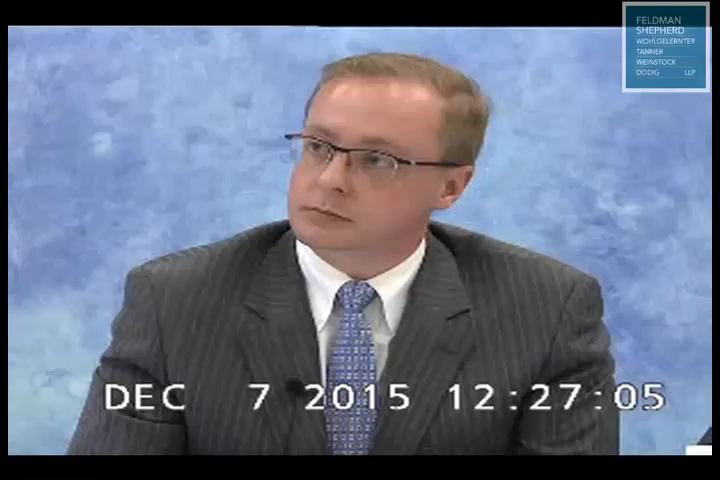 FELDMAN
SHEPHERD
WOHLGELERNTER
TANNER
WEINSTOCK
DODIG LLP
DEC 7 2015 12:27:05